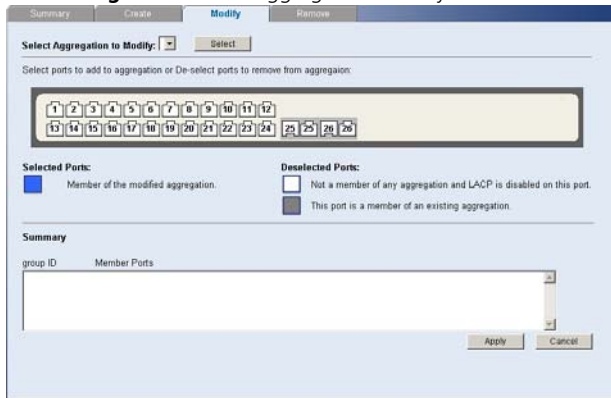 Summary Create Modify Remove
Select Aggregation to Modify: Select
Select ports to add to aggregation or De-select ports to remove from aggregaion:
1 2 3 4 5 6 7 8 9 10 11 12
13 14 15 16 17 18 19 20 21 22 23 24 25 25 26 26
Selected Ports: Deselected Ports:
Member of the modified aggregation. Not a member of any aggregation and LACP is disabled on this port.
This port is a member of an existing aggregation.
Summary
group ID Member Ports
Apply Cancel